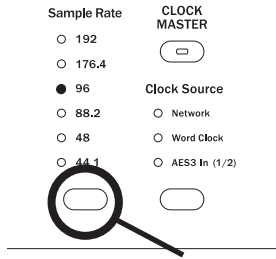 Sample Rate
192
176.4
96
88.2
48
44.1
CLOCK
MASTER
Clock Source
Network
Word Clock
AES3 In (1/2)